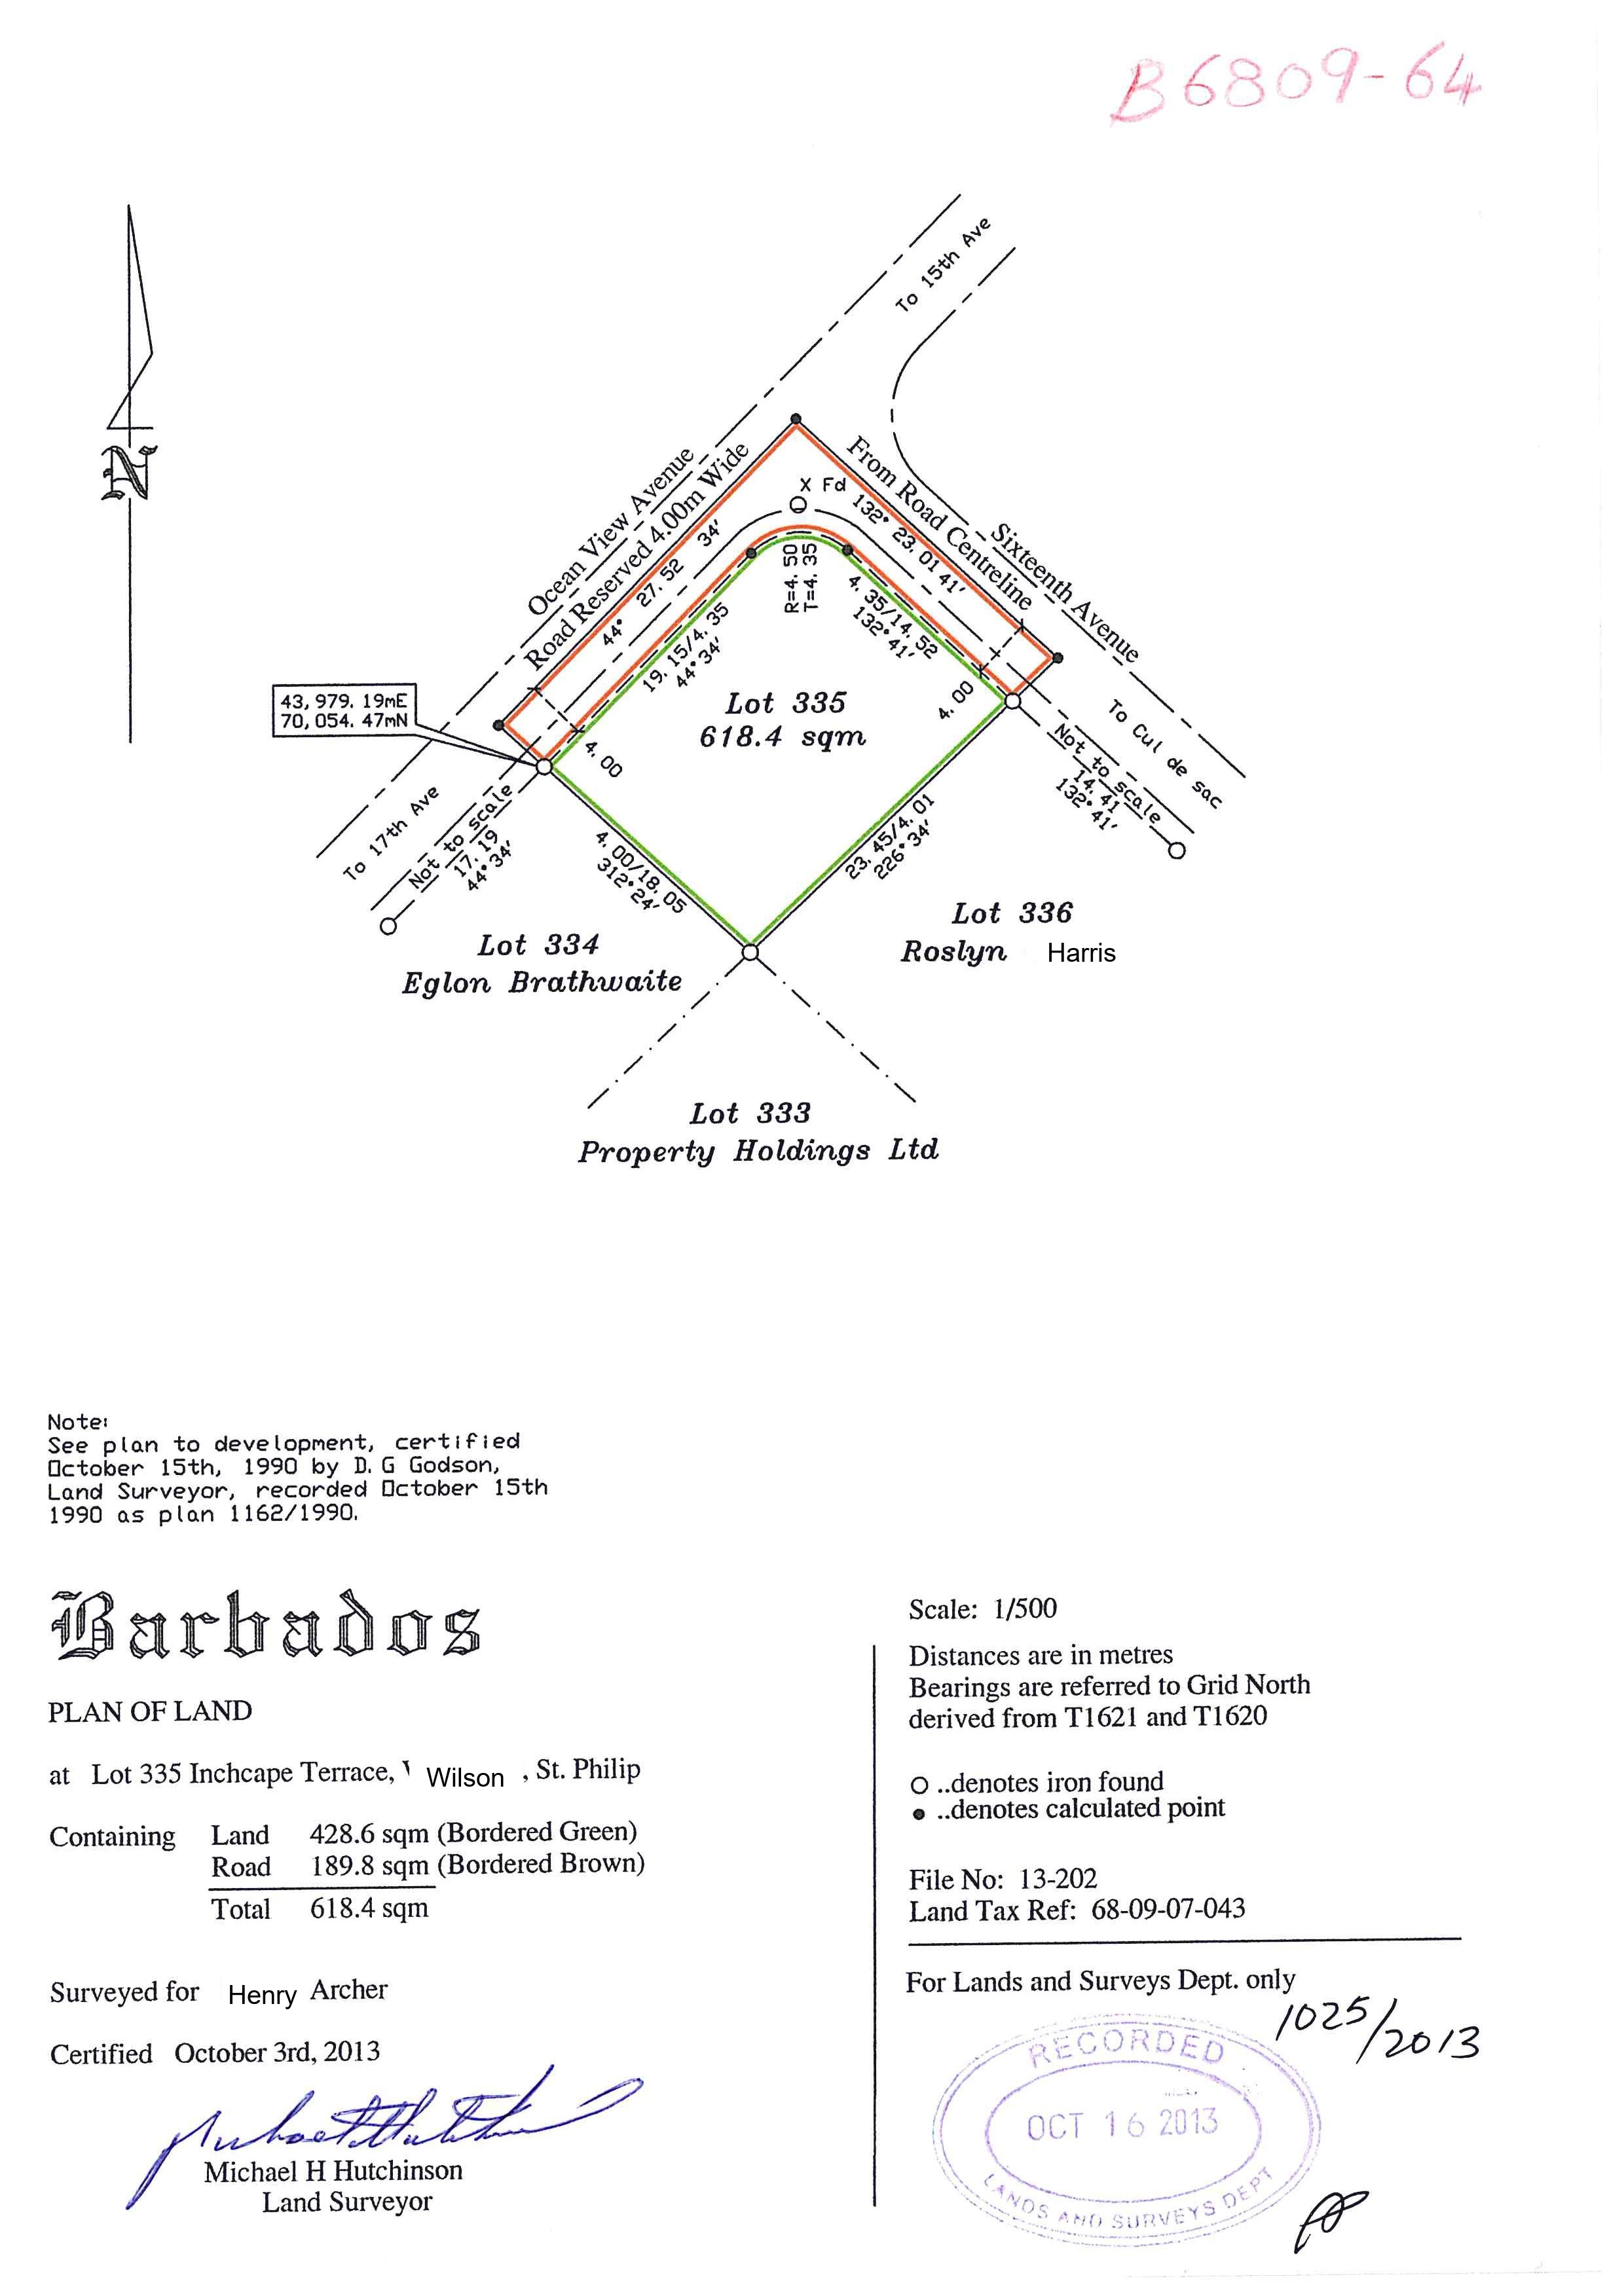 B6809-64
N
To 15th Ave
Ocean View Avenue
Road Reserved 4.00m Wide
From Road Centreline
Sixteenth Avenue
X Fd
44° 27.52 34'
132° 23.01 41'
19.15/4.35
44°34'
R=4.50
T=4.35
4.35/14.52
132°41'
43,979.19mE
70,054.47mN
Lot 335
618.4 sqm
4.00
4.00
To 17th Ave
Not to scale
17.19
44°34'
To Cul de sac
Not to scale
14.41
132°41'
4.00/18.05
312°24'
23.45/4.01
226°34'
Lot 334
Eglon Brathwaite
Lot 336
Roslyn Harris
Lot 333
Property Holdings Ltd
Note:
See plan to development, certified
October 15th, 1990 by D.G Godson,
Land Surveyor, recorded October 15th
1990 as plan 1162/1990.
Barbados
PLAN OF LAND
at Lot 335 Inchcape Terrace, Wilson , St. Philip
Containing Land 428.6 sqm (Bordered Green)
Road 189.8 sqm (Bordered Brown)
Total 618.4 sqm
Surveyed for Henry Archer
Certified October 3rd, 2013
Michael H Hutchinson
Land Surveyor
Scale: 1/500
Distances are in metres
Bearings are referred to Grid North
derived from T1621 and T1620
..denotes iron found
..denotes calculated point
File No: 13-202
Land Tax Ref: 68-09-07-043
For Lands and Surveys Dept. only
1025/2013
RECORDED
OCT 16 2013
LANDS AND SURVEYS DEPT